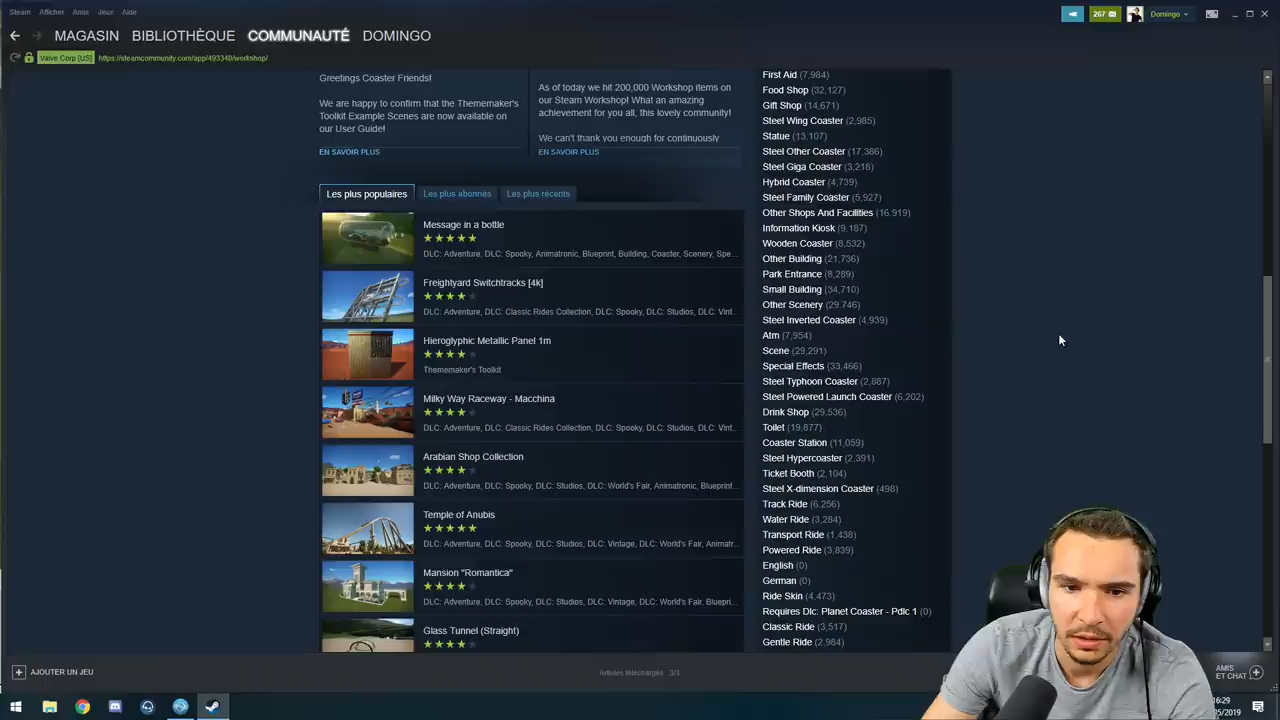 Steam Afficher Amis Jeux Aide
267
Domingo
MAGASIN BIBLIOTHÈQUE COMMUNAUTÉ DOMINGO
Valve Corp [US] https://steamcommunity.com/app/493340/workshop/
Greetings Coaster Friends!
We are happy to confirm that the Thememaker's
Toolkit Example Scenes are now available on
our User Guide!
EN SAVOIR PLUS
As of today we hit 200,000 Workshop items on
our Steam Workshop! What an amazing
achievement for you all, this lovely community!
We can't thank you enough for continuously
EN SAVOIR PLUS
Les plus populaires Les plus abonnés Les plus récents
Message in a bottle
DLC: Adventure, DLC: Spooky, Animatronic, Blueprint, Building, Coaster, Scenery, Spe...
Freightyard Switchtracks [4K]
DLC: Adventure, DLC: Classic Rides Collection, DLC: Spooky, DLC: Studios, DLC: Vint...
Hieroglyphic Metallic Panel 1m
Thememaker's Toolkit
Milky Way Raceway - Macchina
DLC: Adventure, DLC: Classic Rides Collection, DLC: Spooky, DLC: Studios, DLC: Vint...
Arabian Shop Collection
DLC: Adventure, DLC: Spooky, DLC: Studios, DLC: World's Fair, Animatronic, Blueprint...
Temple of Anubis
DLC: Adventure, DLC: Spooky, DLC: Studios, DLC: Vintage, DLC: World's Fair, Animatr...
Mansion "Romantica"
DLC: Adventure, DLC: Spooky, DLC: Studios, DLC: Vintage, DLC: World's Fair, Bluepri...
Glass Tunnel (Straight)
First Aid (7,984)
Food Shop (32,127)
Gift Shop (14,671)
Steel Wing Coaster (2,985)
Statue (13,107)
Steel Other Coaster (17,386)
Steel Giga Coaster (3,218)
Hybrid Coaster (4,739)
Steel Family Coaster (5,927)
Other Shops And Facilities (16,919)
Information Kiosk (9,187)
Wooden Coaster (8,532)
Other Building (21,736)
Park Entrance (8,289)
Small Building (34,710)
Other Scenery (29,746)
Steel Inverted Coaster (4,939)
Atm (7,954)
Scene (29,291)
Special Effects (33,466)
Steel Typhoon Coaster (2,887)
Steel Powered Launch Coaster (6,202)
Drink Shop (29,536)
Toilet (19,877)
Coaster Station (11,059)
Steel Hypercoaster (2,391)
Ticket Booth (2,104)
Steel X-dimension Coaster (498)
Track Ride (6,256)
Water Ride (3,284)
Transport Ride (1,438)
Powered Ride (3,839)
English (0)
German (0)
Ride Skin (4,473)
Requires Dlc: Planet Coaster - Pdlc 1 (0)
Classic Ride (3,517)
Gentle Ride (2,984)
AJOUTER UN JEU
Articles téléchargés 3/3
AMIS
ET CHAT
16:29
05/2019